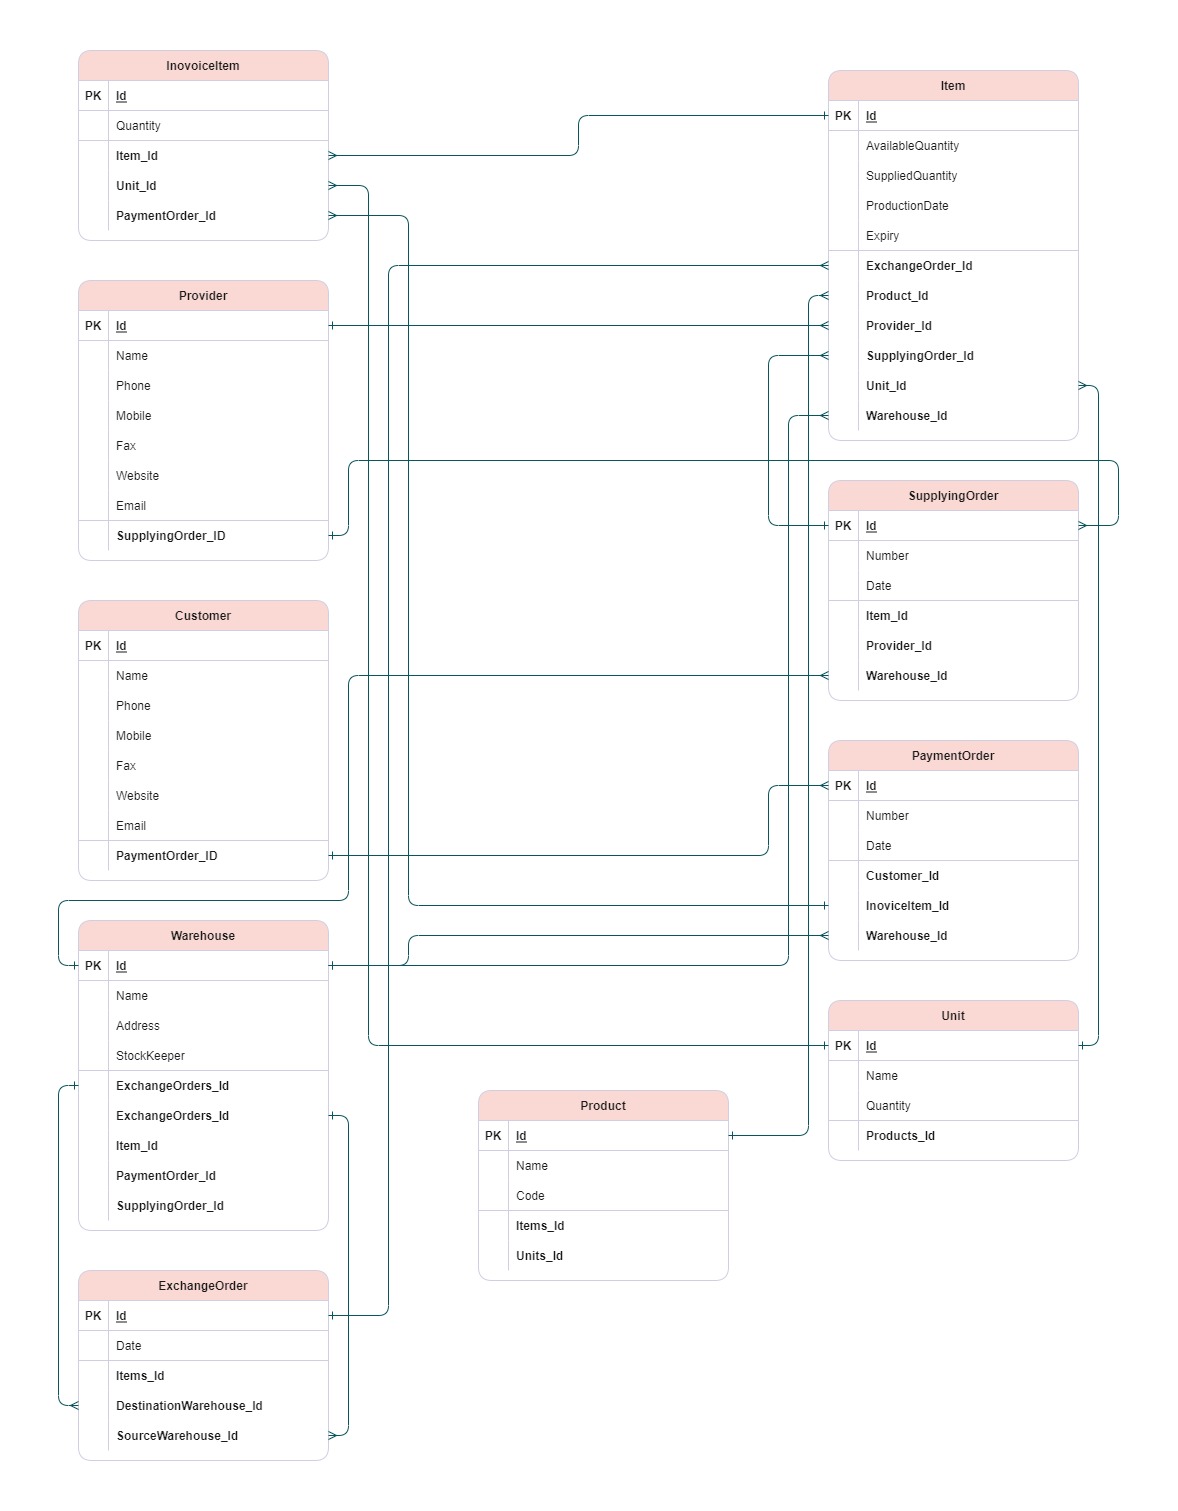 InovoiceItem
PK Id
Quantity
Item_Id
Unit_Id
PaymentOrder_Id
Provider
PK Id
Name
Phone
Mobile
Fax
Website
Email
SupplyingOrder_ID
Customer
PK Id
Name
Phone
Mobile
Fax
Website
Email
PaymentOrder_ID
Warehouse
PK Id
Name
Address
StockKeeper
ExchangeOrders_Id
ExchangeOrders_Id
Item_Id
PaymentOrder_Id
SupplyingOrder_Id
ExchangeOrder
PK Id
Date
Items_Id
DestinationWarehouse_Id
SourceWarehouse_Id
Product
PK Id
Name
Code
Items_Id
Units_Id
Item
PK Id
AvailableQuantity
SuppliedQuantity
ProductionDate
Expiry
ExchangeOrder_Id
Product_Id
Provider_Id
SupplyingOrder_Id
Unit_Id
Warehouse_Id
SupplyingOrder
PK Id
Number
Date
Item_Id
Provider_Id
Warehouse_Id
PaymentOrder
PK Id
Number
Date
Customer_Id
InoviceItem_Id
Warehouse_Id
Unit
PK Id
Name
Quantity
Products_Id